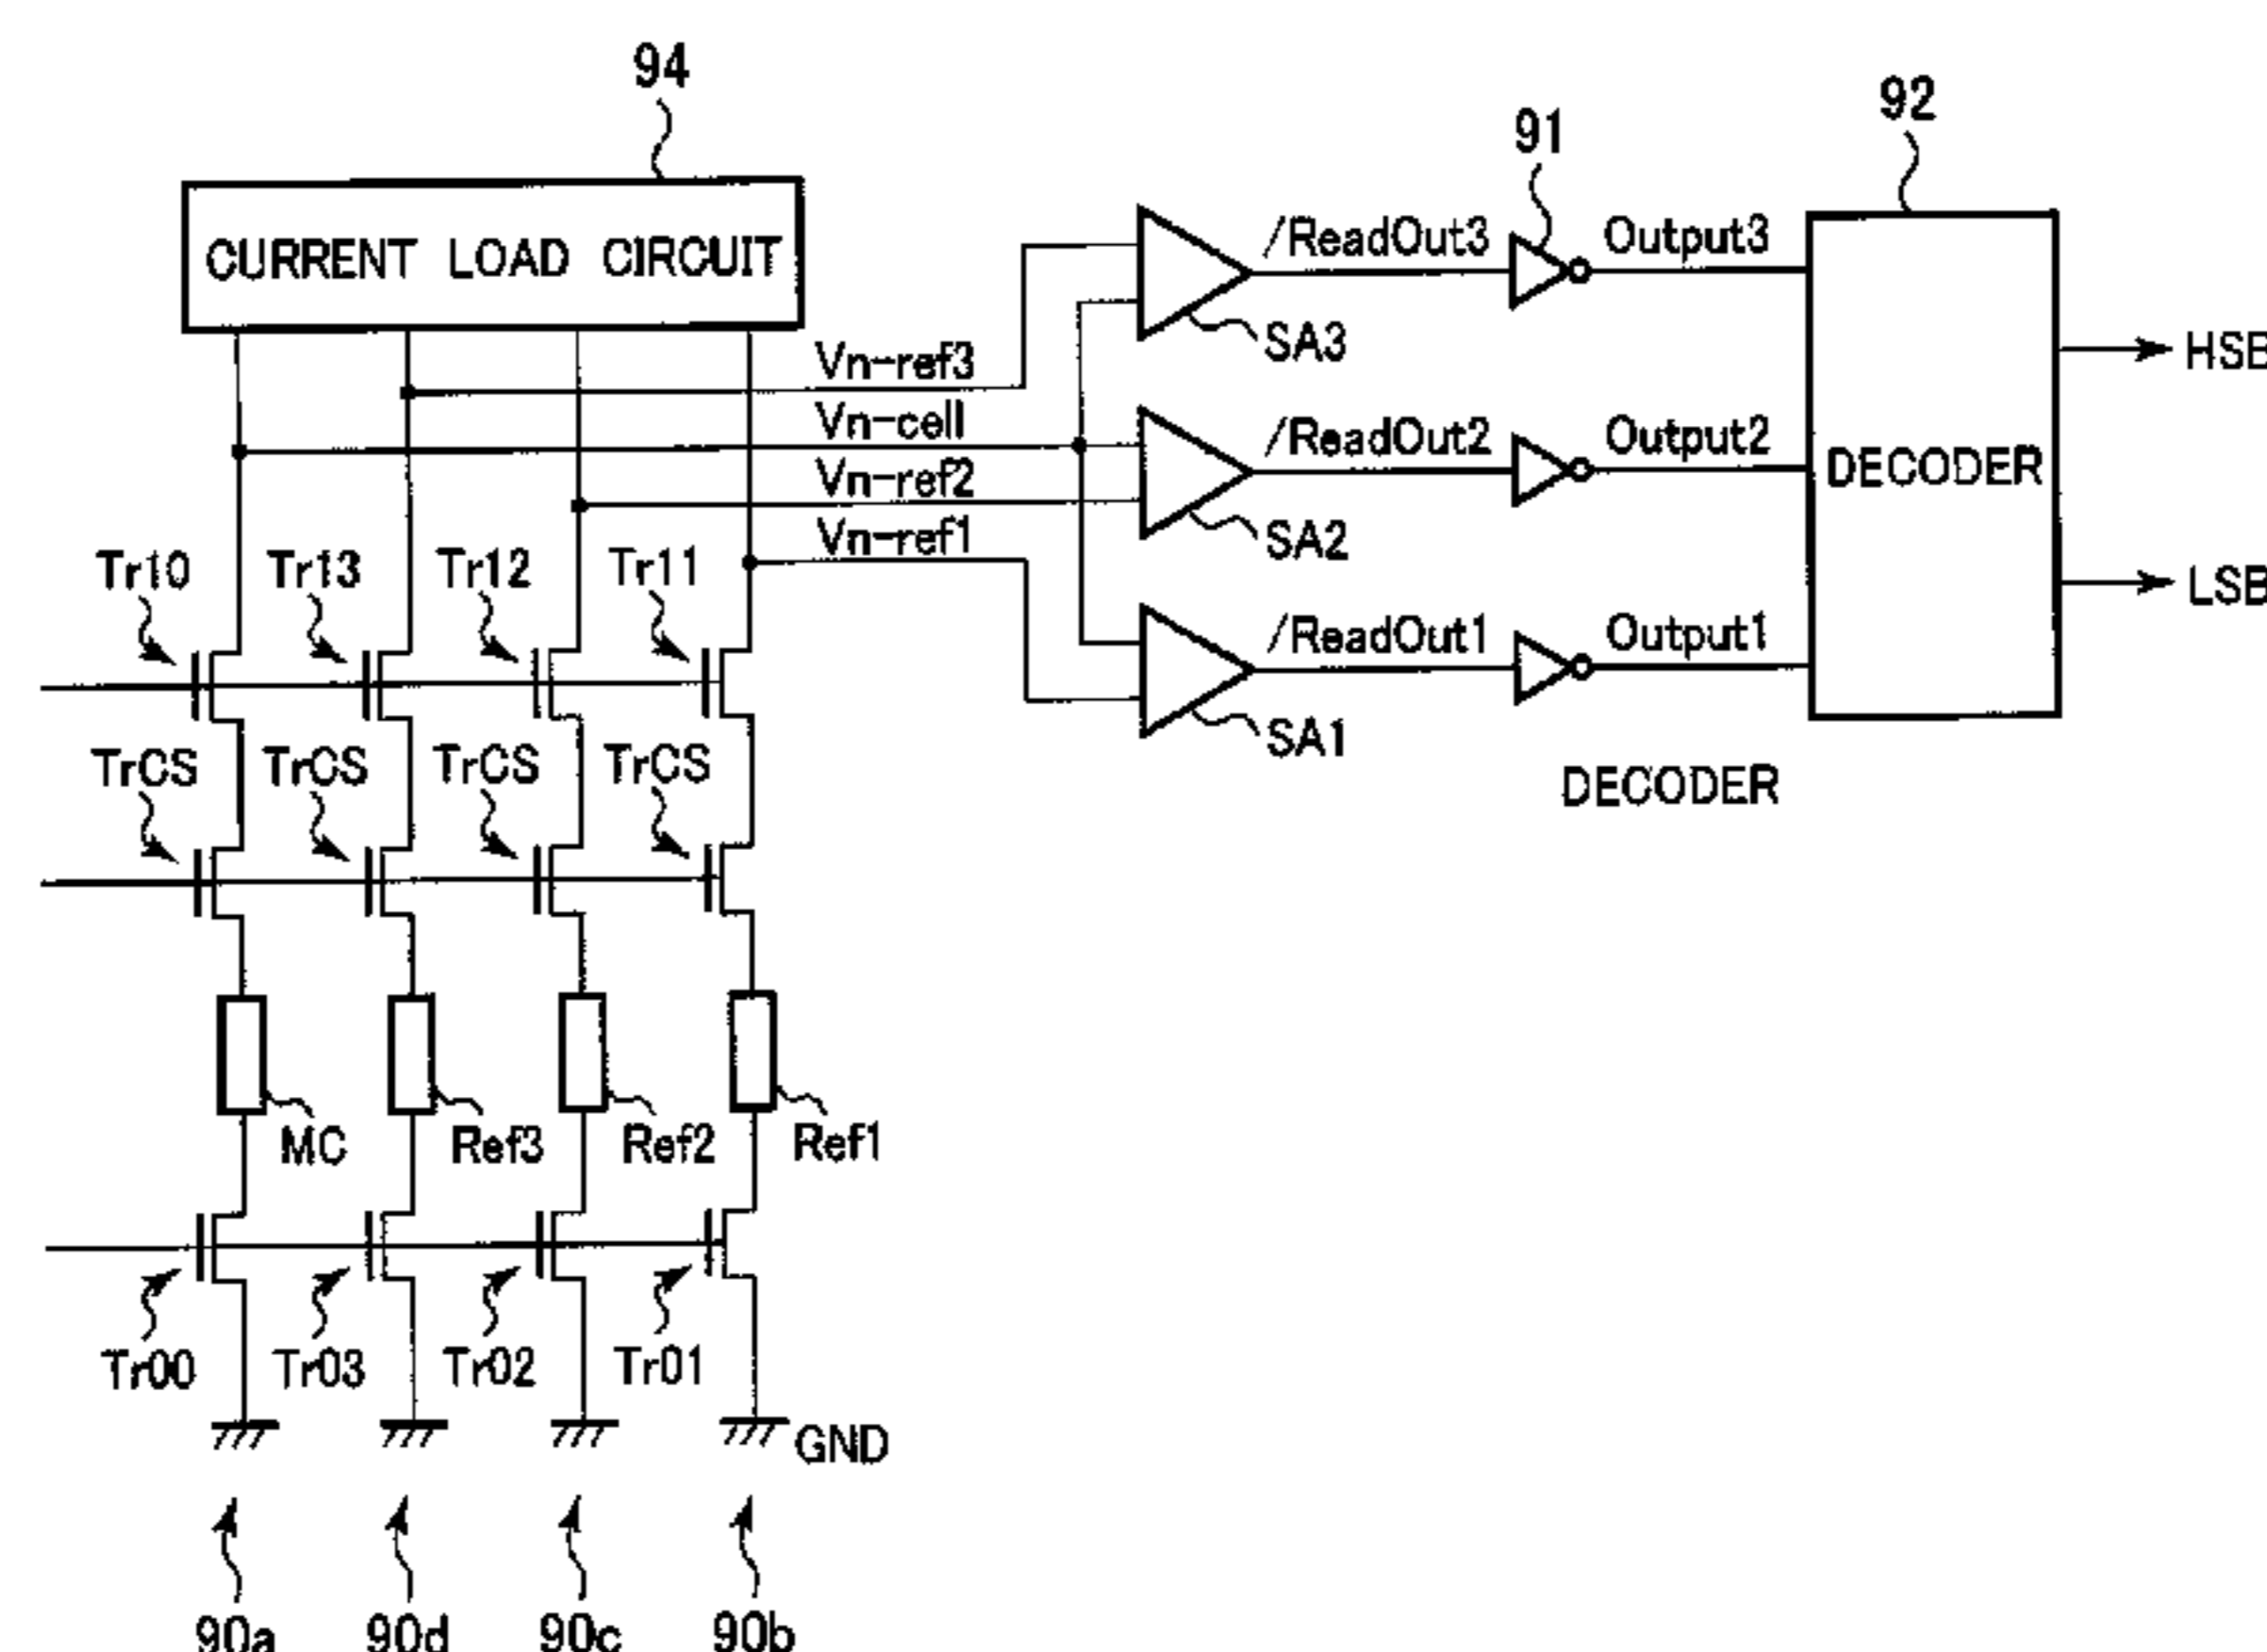 94
91
92
CURRENT LOAD CIRCUIT
/ReadOut3
Output3
SA3
HSB
Vn-ref3
Vn-cell
/ReadOut2
Output2
DECODER
Vn-ref2
SA2
Vn-ref1
Tr10
Tr13
Tr12
Tr11
LSB
/ReadOut1
Output1
SA1
TrCS
TrCS
TrCS
TrCS
DECODER
MC
Ref3
Ref2
Ref1
Tr00
Tr03
Tr02
Tr01
GND
90a
90d
90c
90b